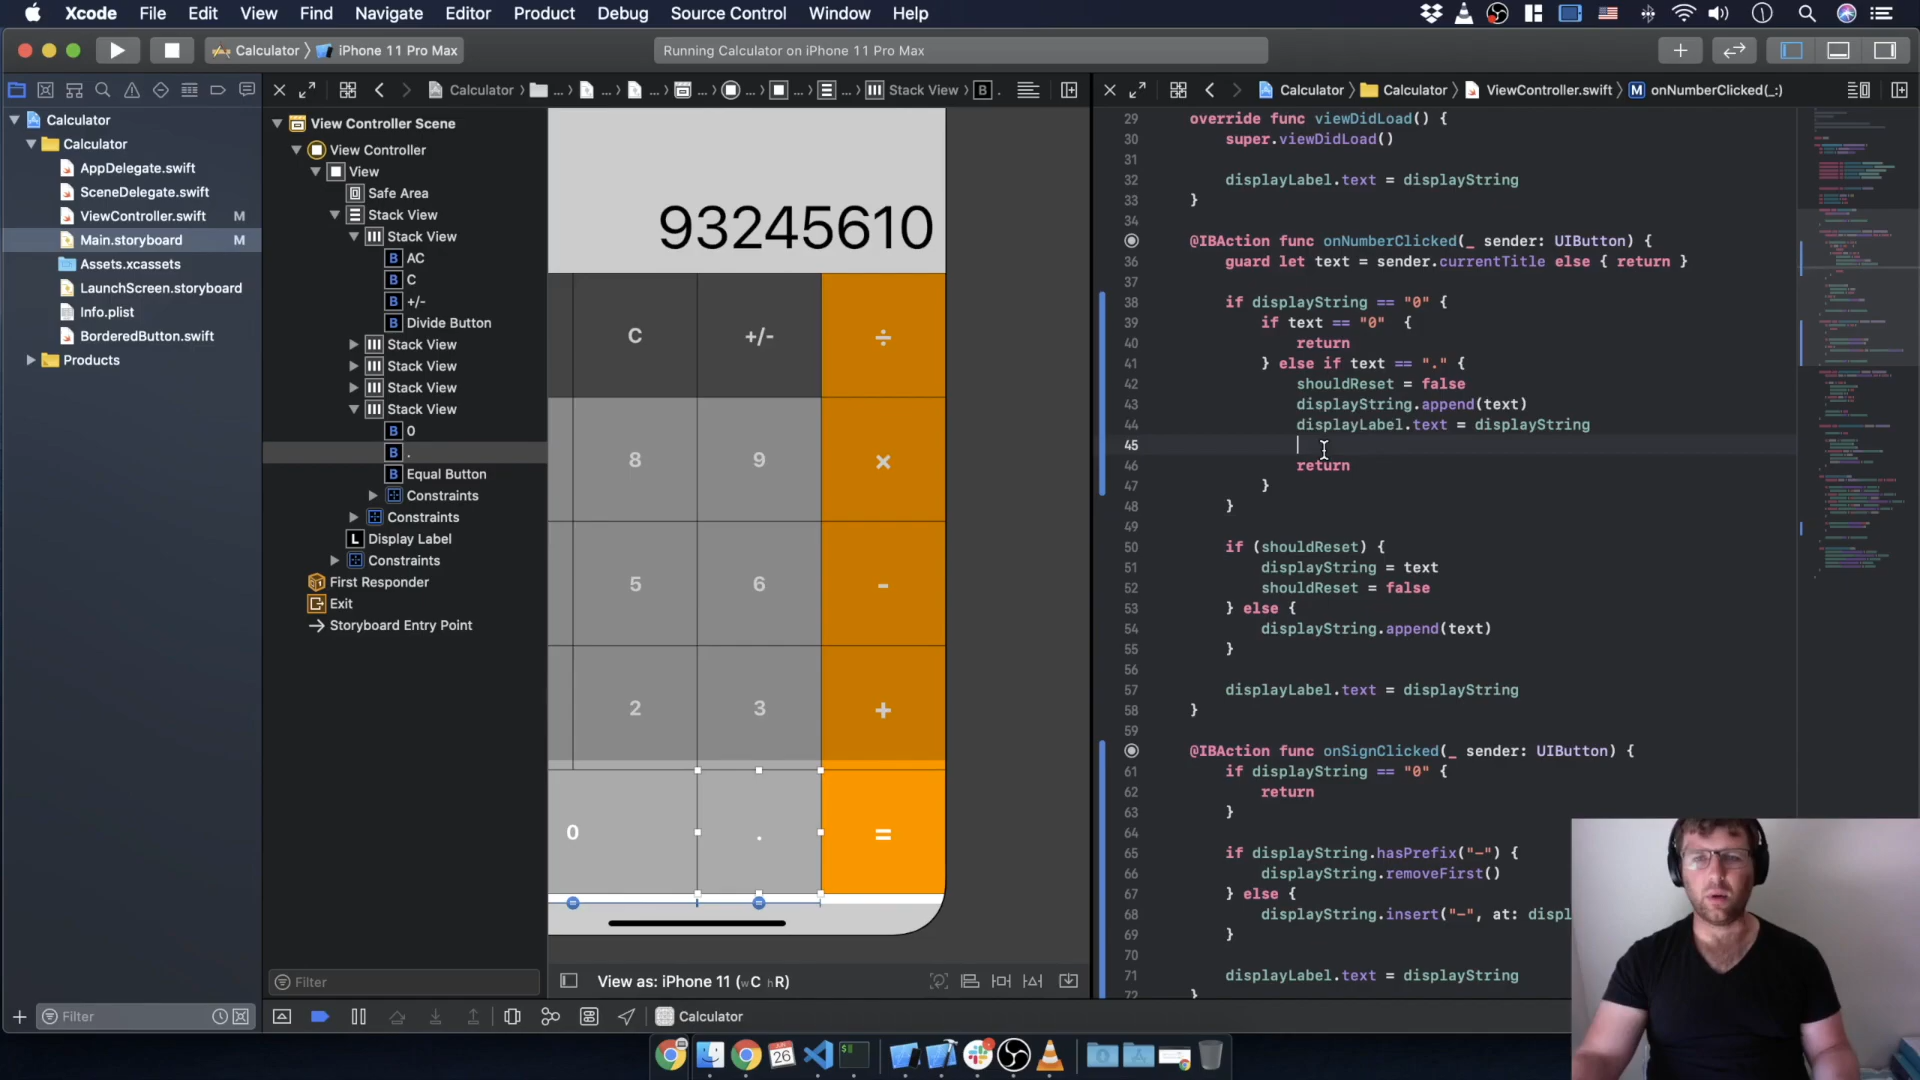 Xcode File Edit View Find Navigate Editor Product Debug Source Control Window Help
Calculator iPhone 11 Pro Max
Running Calculator on iPhone 11 Pro Max
Calculator ... ... ... ... ... ... ... Stack View B .
Calculator Calculator ViewController.swift M onNumberClicked(_:)
Calculator
Calculator
AppDelegate.swift
SceneDelegate.swift
ViewController.swift M
Main.storyboard M
Assets.xcassets
LaunchScreen.storyboard
Info.plist
BorderedButton.swift
Products
Filter
View Controller Scene
View Controller
View
Safe Area
Stack View
Stack View
B AC
B C
B +/-
B Divide Button
Stack View
Stack View
Stack View
Stack View
B 0
B .
B Equal Button
Constraints
Constraints
L Display Label
Constraints
First Responder
Exit
Storyboard Entry Point
Filter
93245610
C +/- ÷
8 9 ×
5 6 -
2 3 +
0 . =
View as: iPhone 11 (wC hR)
Calculator
29 override func viewDidLoad() {
30 super.viewDidLoad()
31
32 displayLabel.text = displayString
33 }
34
@IBAction func onNumberClicked(_ sender: UIButton) {
36 guard let text = sender.currentTitle else { return }
37
38 if displayString == "0" {
39 if text == "0"  {
40 return
41 } else if text == "." {
42 shouldReset = false
43 displayString.append(text)
44 displayLabel.text = displayString
45
46 return
47 }
48 }
49
50 if (shouldReset) {
51 displayString = text
52 shouldReset = false
53 } else {
54 displayString.append(text)
55 }
56
57 displayLabel.text = displayString
58 }
59
@IBAction func onSignClicked(_ sender: UIButton) {
61 if displayString == "0" {
62 return
63 }
64
65 if displayString.hasPrefix("-") {
66 displayString.removeFirst()
67 } else {
68 displayString.insert("-", at: displ
69 }
70
71 displayLabel.text = displayString
72 }
26